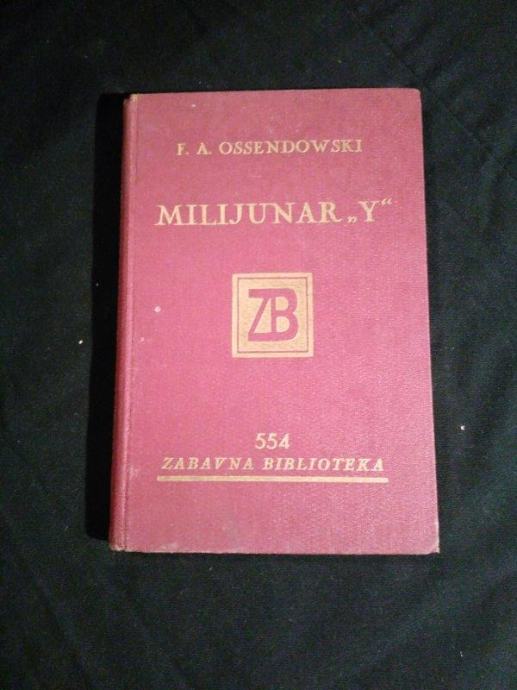 F. A. OSSENDOWSKI
MILIJUNAR „Y“
ZB
554
ZABAVNA BIBLIOTEKA